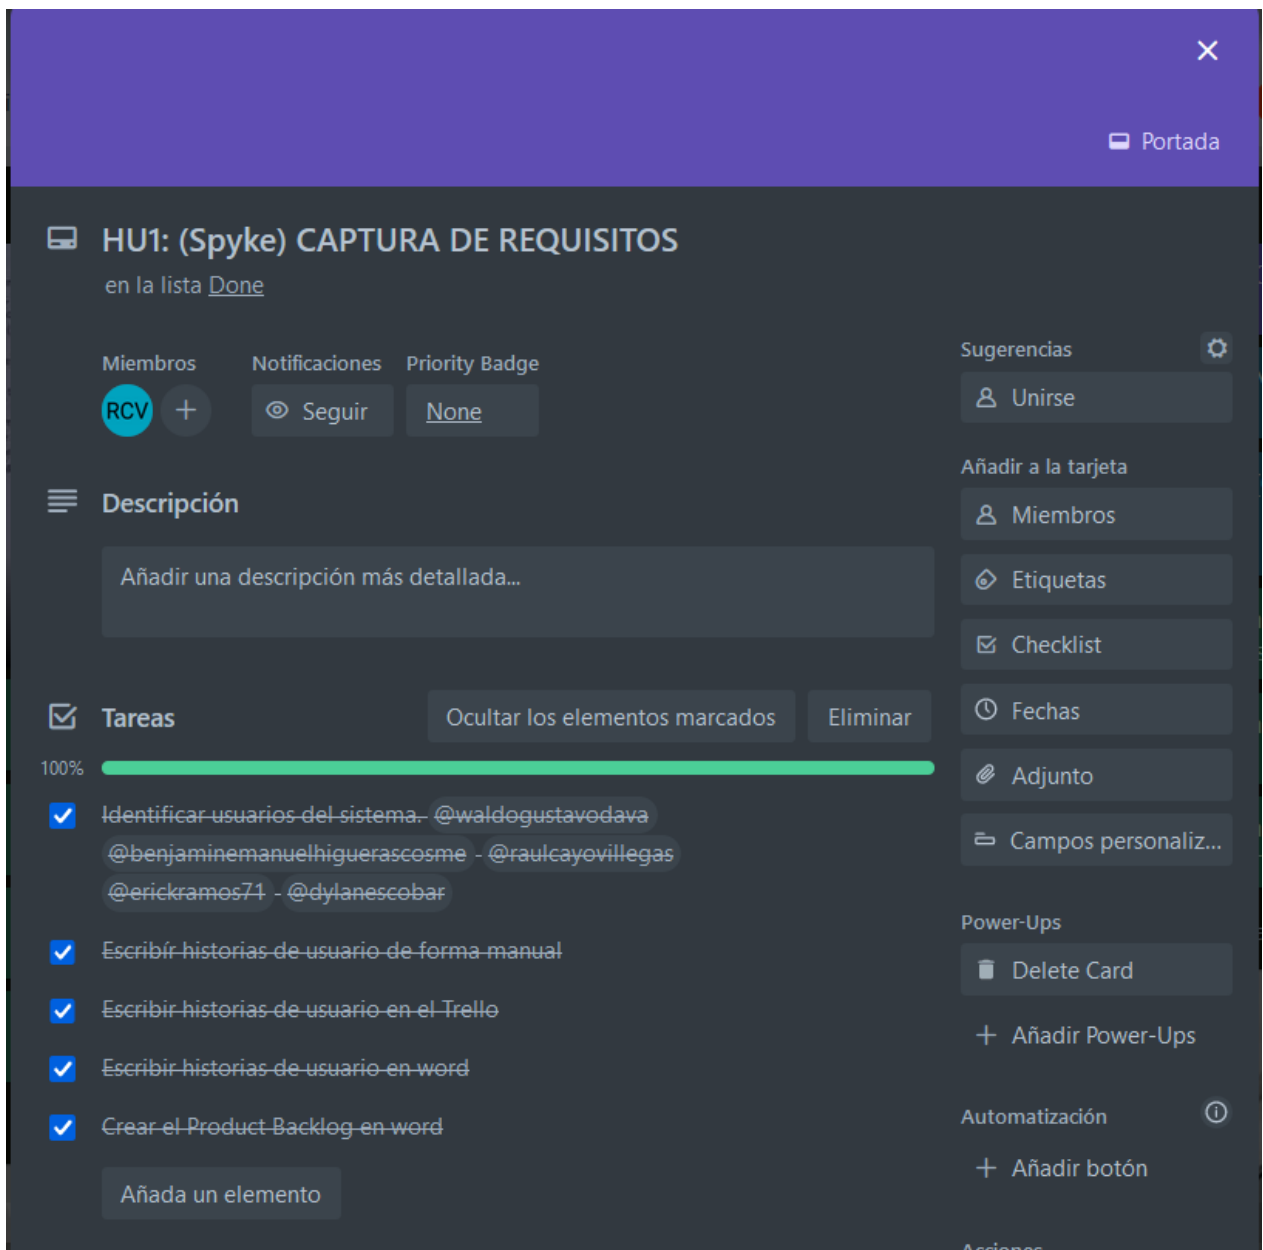 Portada
HU1: (Spyke) CAPTURA DE REQUISITOS
en la lista Done
Miembros
Notificaciones
Priority Badge
RCV
Seguir
None
Descripción
Añadir una descripción más detallada...
Tareas
Ocultar los elementos marcados
Eliminar
100%
Identificar usuarios del sistema. @waldogustavodava
@benjaminemanuelhiguerascosme - @raulcayovillegas
@erickramos71 - @dylanescobar
Escribír historias de usuario de forma manual
Escribir historias de usuario en el Trello
Escribir historias de usuario en word
Crear el Product Backlog en word
Añada un elemento
Sugerencias
Unirse
Añadir a la tarjeta
Miembros
Etiquetas
Checklist
Fechas
Adjunto
Campos personaliz...
Power-Ups
Delete Card
Añadir Power-Ups
Automatización
Añadir botón
Acciones